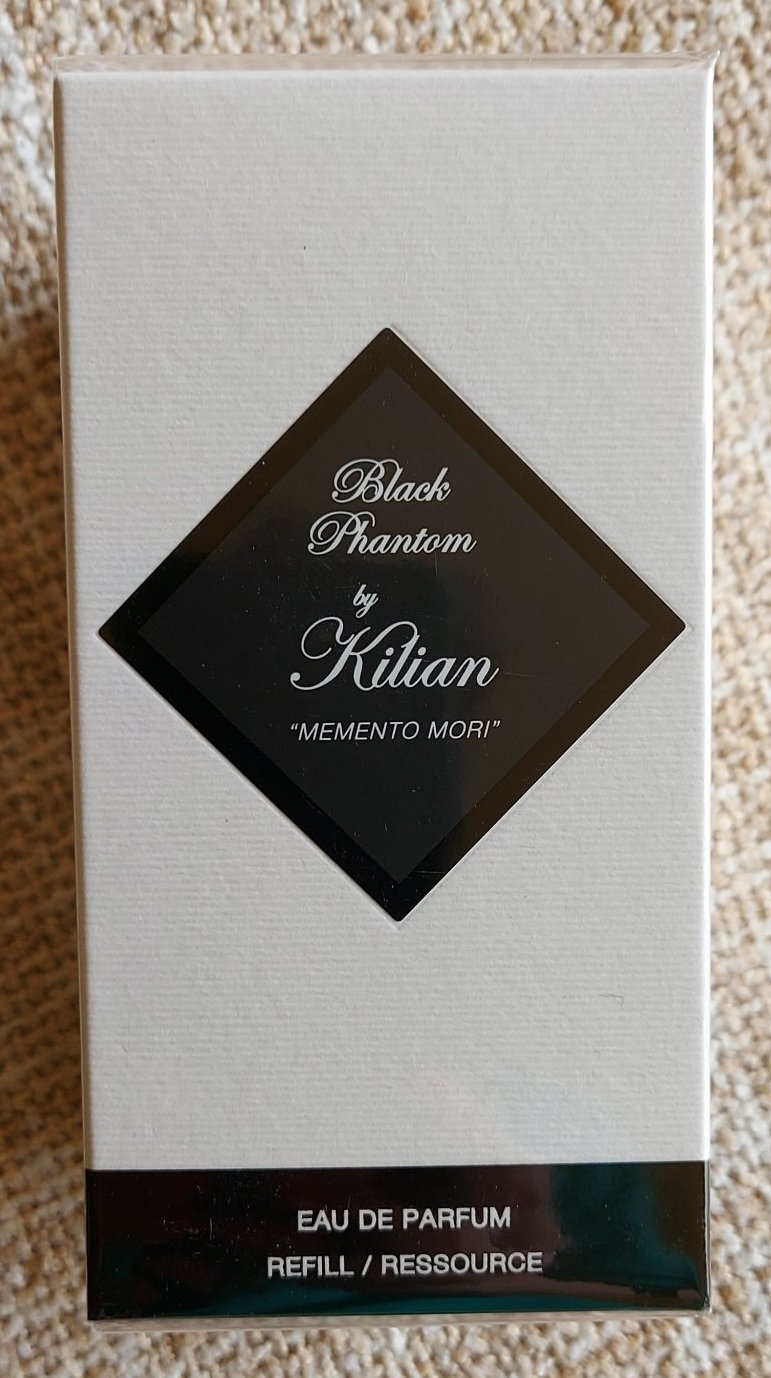 Black
Phantom
by
Kilian
“MEMENTO MORI”
EAU DE PARFUM
REFILL / RESSOURCE